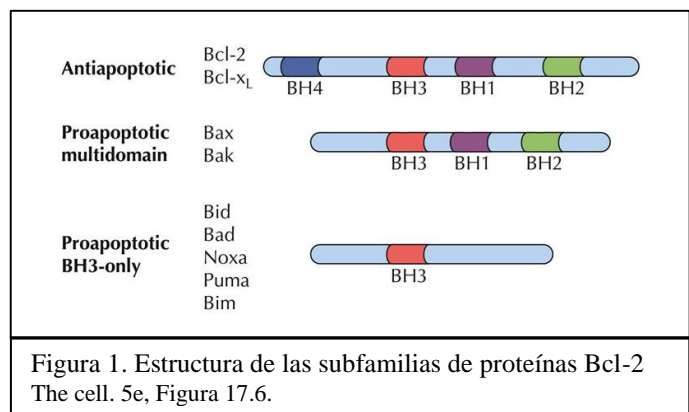 Antiapoptotic
Bcl-2
Bcl-xL
BH4 BH3 BH1 BH2
Proapoptotic
multidomain
Bax
Bak
BH3 BH1 BH2
Proapoptotic
BH3-only
Bid
Bad
Noxa
Puma
Bim
BH3
Figura 1. Estructura de las subfamilias de proteínas Bcl-2
The cell. 5e, Figura 17.6.